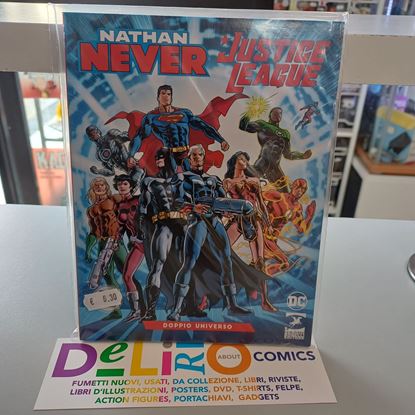 NATHAN
NEVER
JUSTICE
LEAGUE
DC
€ 6,30
DOPPIO UNIVERSO
DeLiRiO ABOUT COMICS
FUMETTI NUOVI, USATI, DA COLLEZIONE, LIBRI, RIVISTE,
LIBRI D'ILLUSTRAZIONI, POSTERS, DVD, T-SHIRTS, FELPE,
ACTION FIGURES, PORTACHIAVI, GADGETS